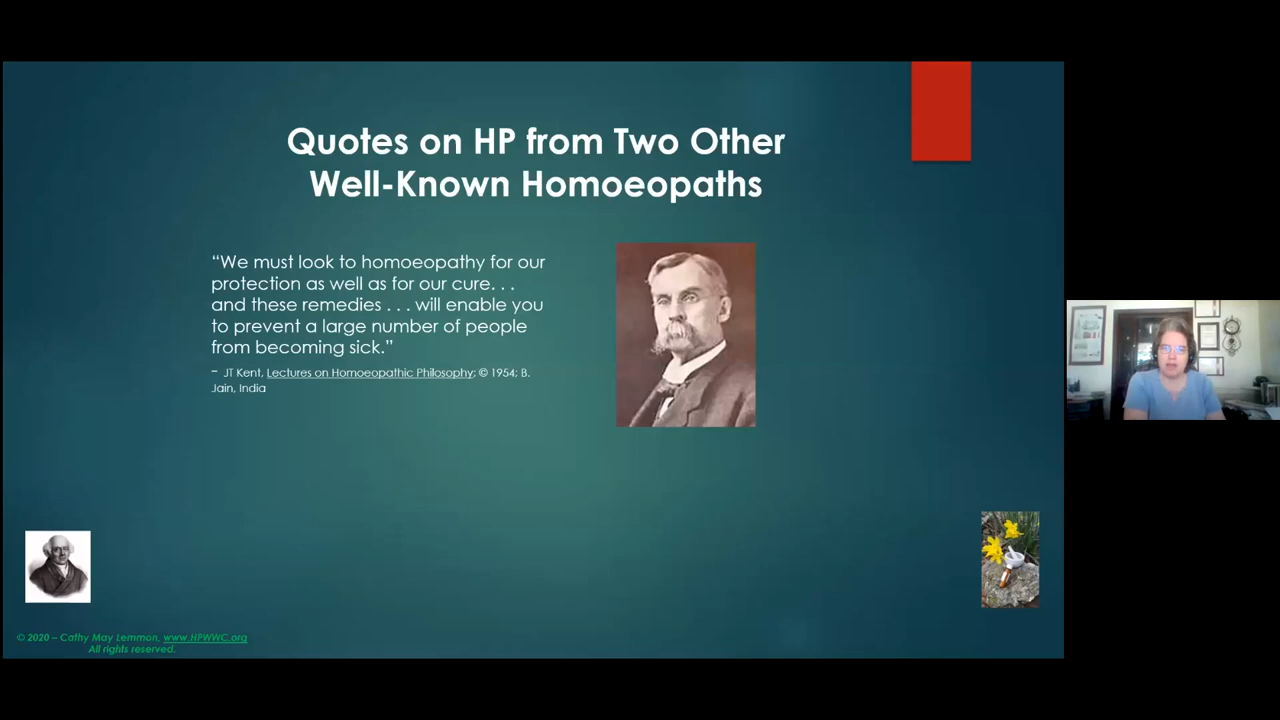 Quotes on HP from Two Other
Well-Known Homoeopaths
“We must look to homoeopathy for our
protection as well as for our cure. . .
and these remedies . . . will enable you
to prevent a large number of people
from becoming sick.”
– JT Kent, Lectures on Homoeopathic Philosophy; © 1954; B.
Jain, India
© 2020 – Cathy May Lemmon, www.HPWWC.org
All rights reserved.